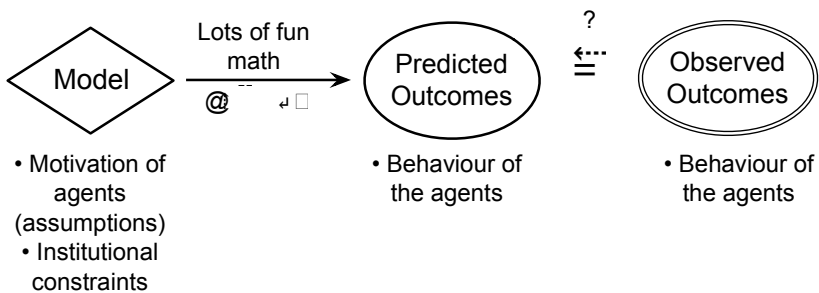 Model
Lots of fun
math
@ ↲ □
Predicted
Outcomes
?
=
Observed
Outcomes
• Motivation of
agents
(assumptions)
• Institutional
constraints
• Behaviour of
the agents
• Behaviour of
the agents